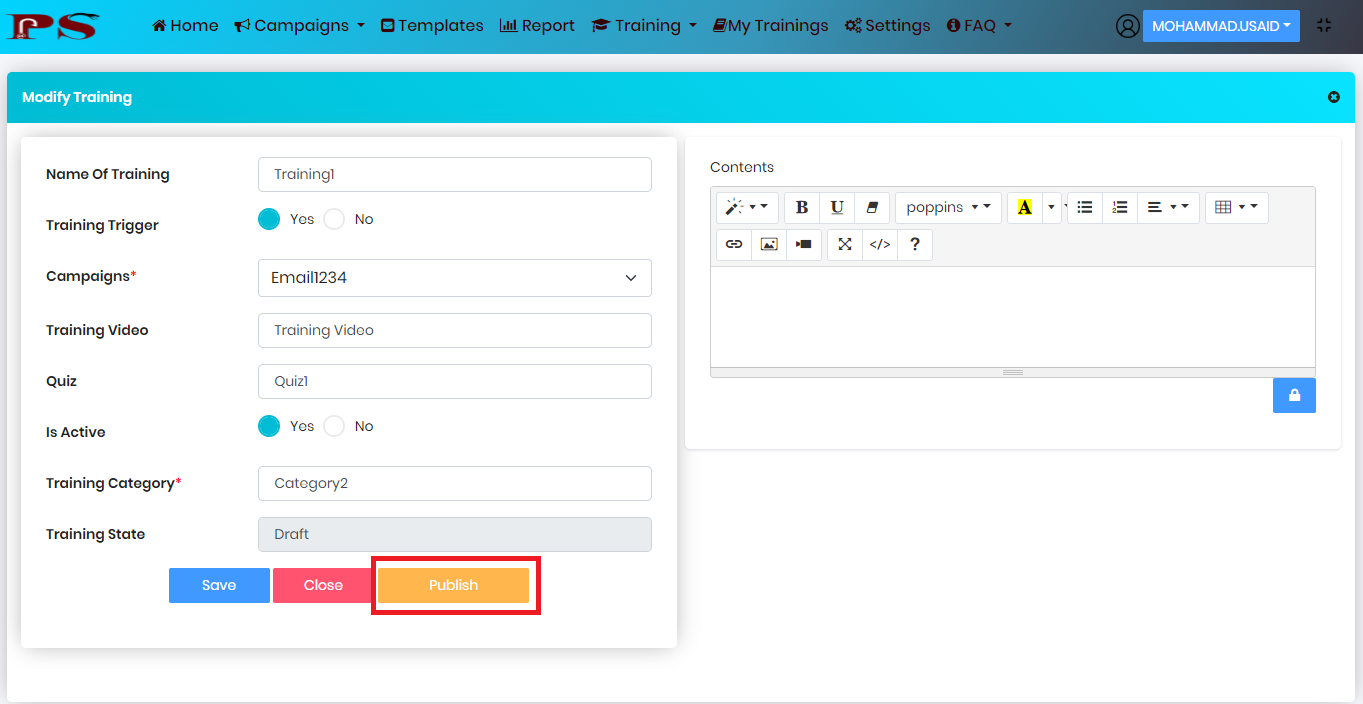 PS Home Campaigns Templates Report Training My Trainings Settings FAQ MOHAMMAD.USAID
Modify Training
Name Of Training Training1
Training Trigger Yes No
Campaigns* Email1234
Training Video Training Video
Quiz Quiz1
Is Active Yes No
Training Category* Category2
Training State Draft
Save Close Publish
Contents
B U poppins A
</> ?